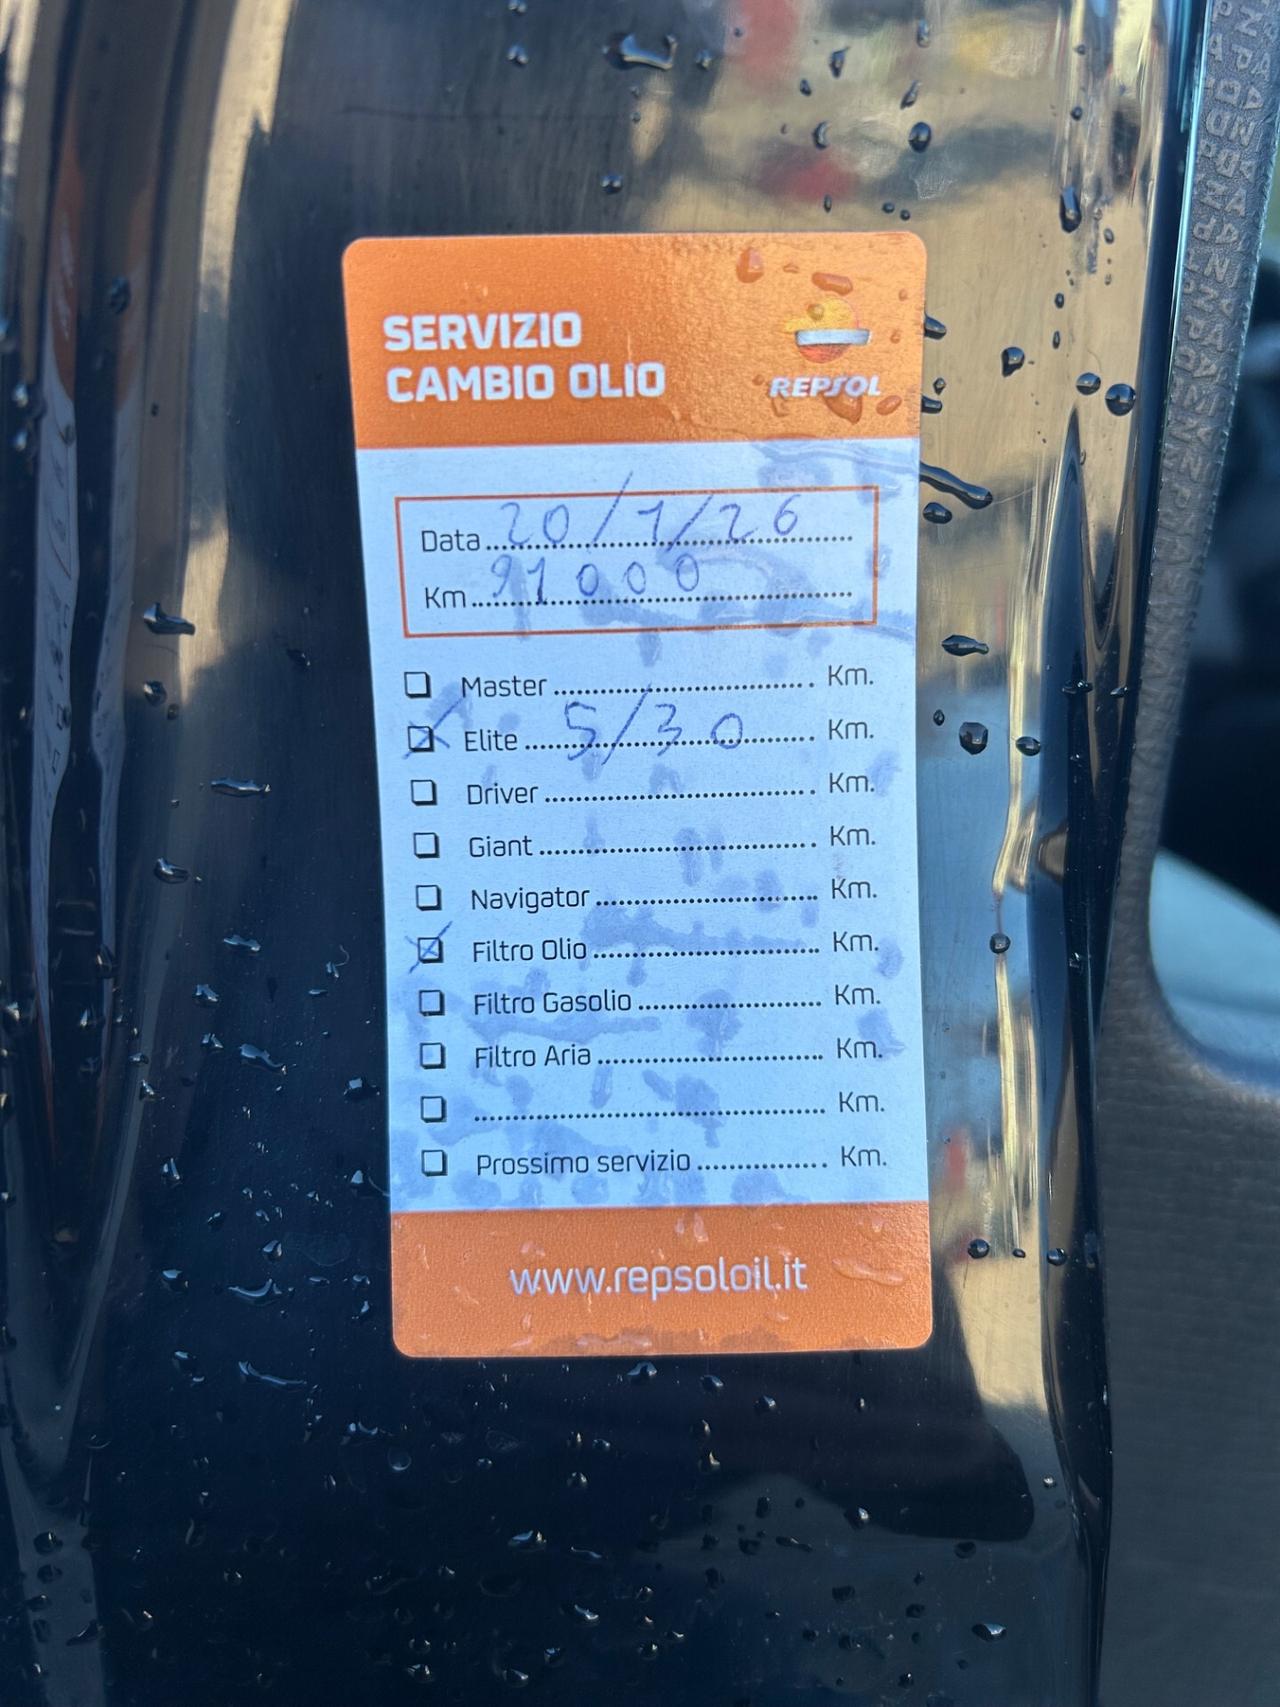 SERVIZIO
CAMBIO OLIO
REPSOL
Data 20/1/26
Km 91000
Master Km.
Elite 5/30 Km.
Driver Km.
Giant Km.
Navigator Km.
Filtro Olio Km.
Filtro Gasolio Km.
Filtro Aria Km.
Km.
Prossimo servizio Km.
www.repsoloil.it